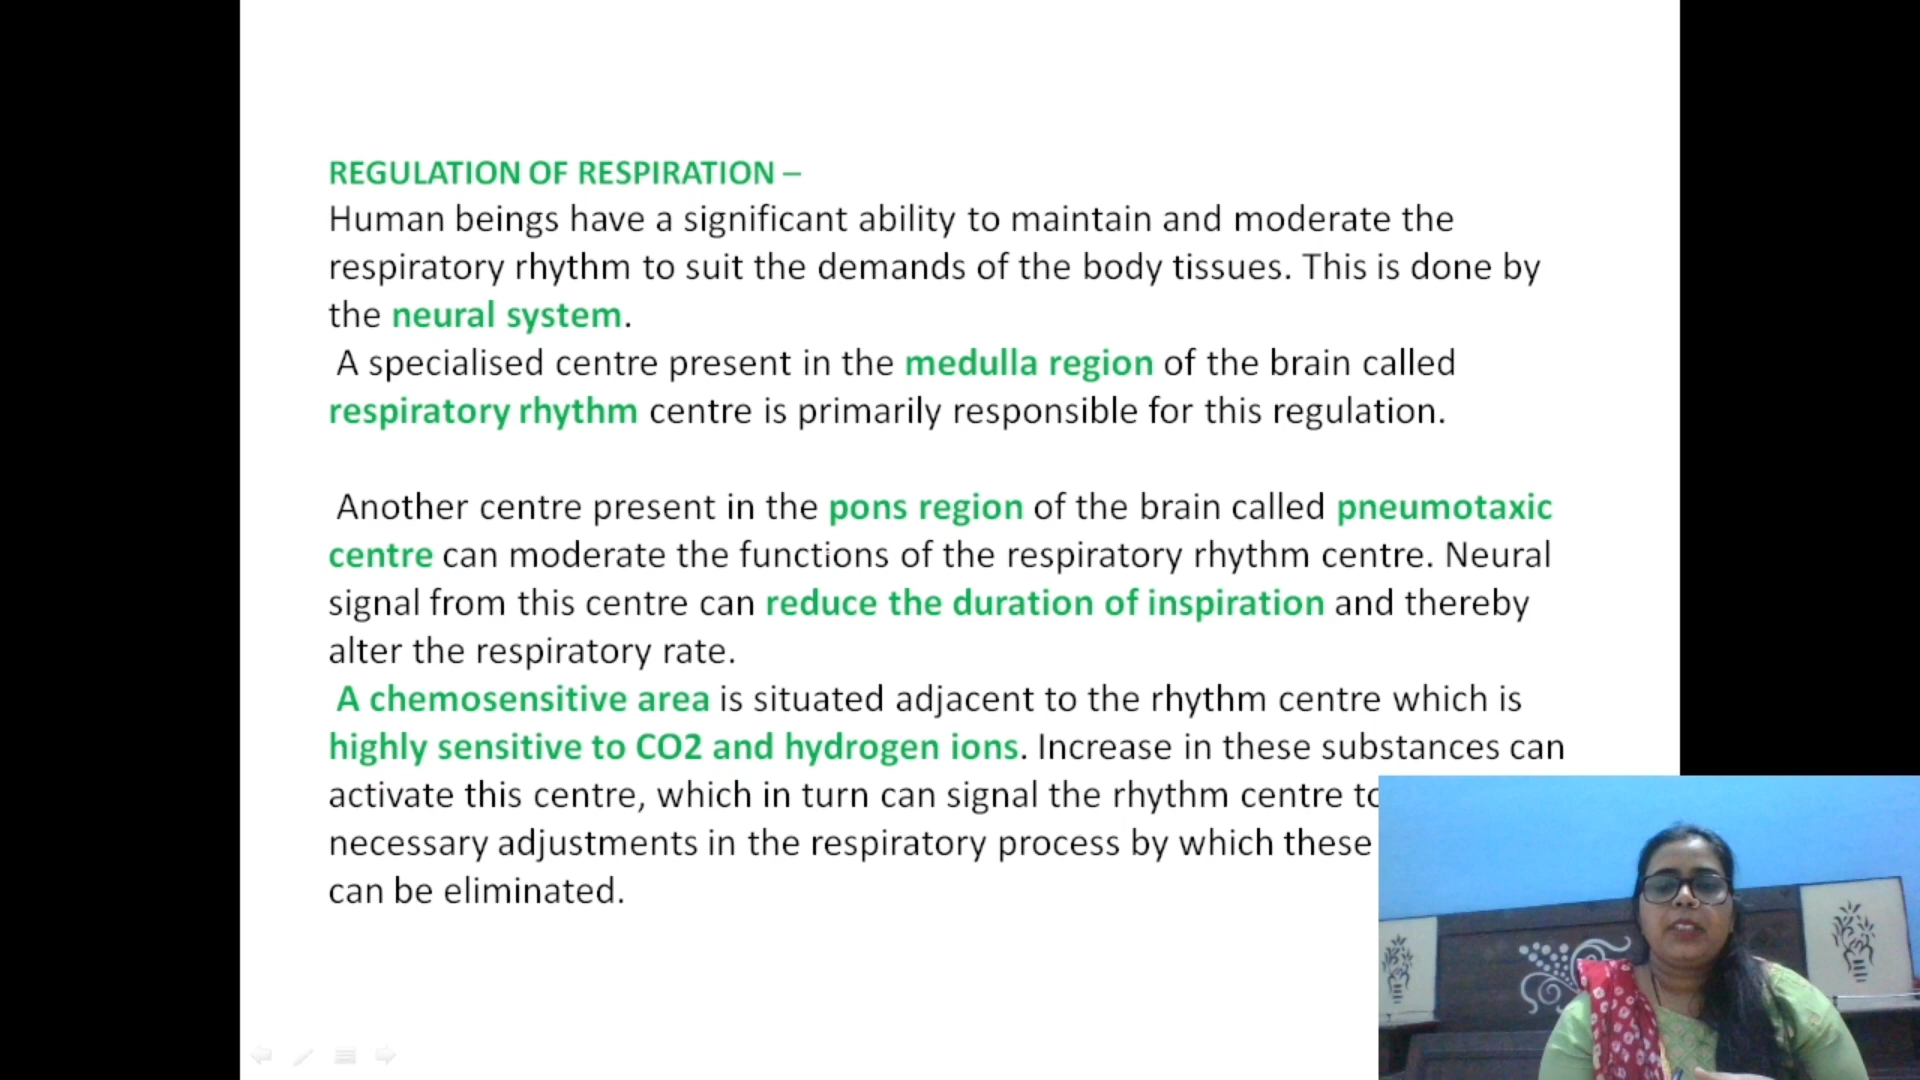 REGULATION OF RESPIRATION –
Human beings have a significant ability to maintain and moderate the
respiratory rhythm to suit the demands of the body tissues. This is done by
the neural system.
A specialised centre present in the medulla region of the brain called
respiratory rhythm centre is primarily responsible for this regulation.
Another centre present in the pons region of the brain called pneumotaxic
centre can moderate the functions of the respiratory rhythm centre. Neural
signal from this centre can reduce the duration of inspiration and thereby
alter the respiratory rate.
A chemosensitive area is situated adjacent to the rhythm centre which is
highly sensitive to CO2 and hydrogen ions. Increase in these substances can
activate this centre, which in turn can signal the rhythm centre
necessary adjustments in the respiratory process by which these
can be eliminated.